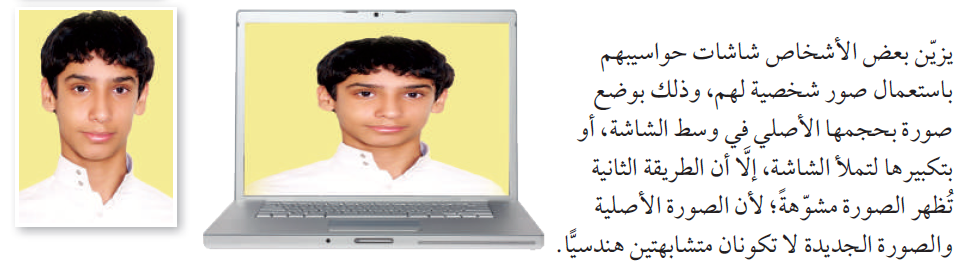 يزيّن بعض الأشخاص شاشات حواسيبهم
باستعمال صور شخصية لهم، وذلك بوضع
صورة بحجمها الأصلي في وسط الشاشة، أو
بتكبيرها لتملأ الشاشة، إلَّا أن الطريقة الثانية
تُظهر الصورة مشوّهةً؛ لأن الصورة الأصلية
والصورة الجديدة لا تكونان متشابهتين هندسيًّا.